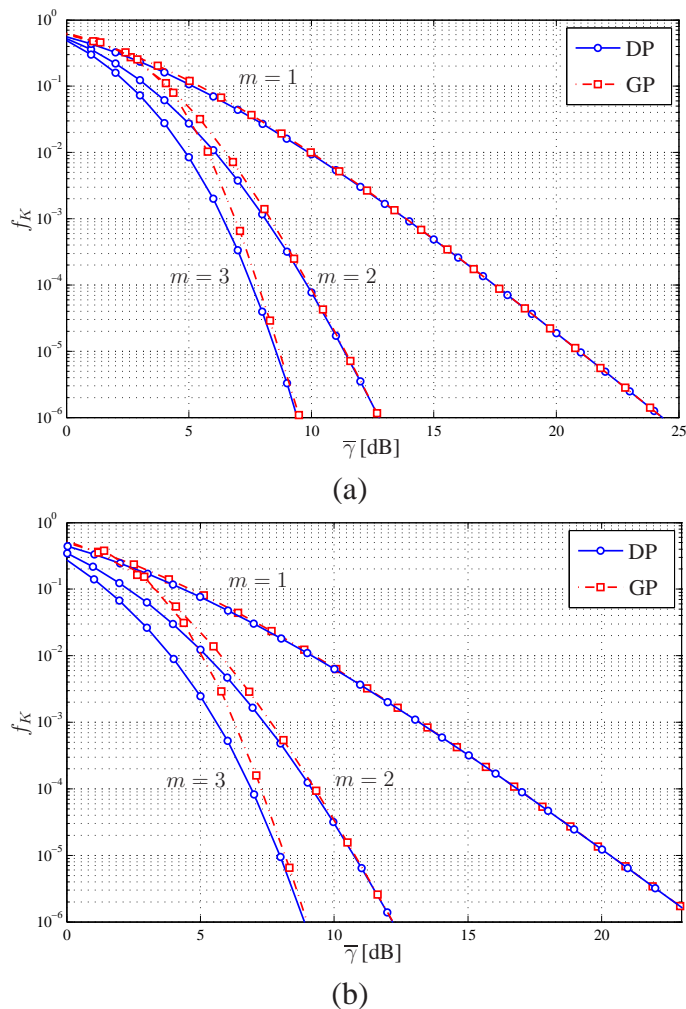 10^0
10^-1
10^-2
10^-3
10^-4
10^-5
10^-6
f_K
m = 1
m = 2
m = 3
DP
GP
0 5 10 15 20 25
γ̅ [dB]
(a)
10^0
10^-1
10^-2
10^-3
10^-4
10^-5
10^-6
f_K
m = 1
m = 2
m = 3
DP
GP
0 5 10 15 20
γ̅ [dB]
(b)